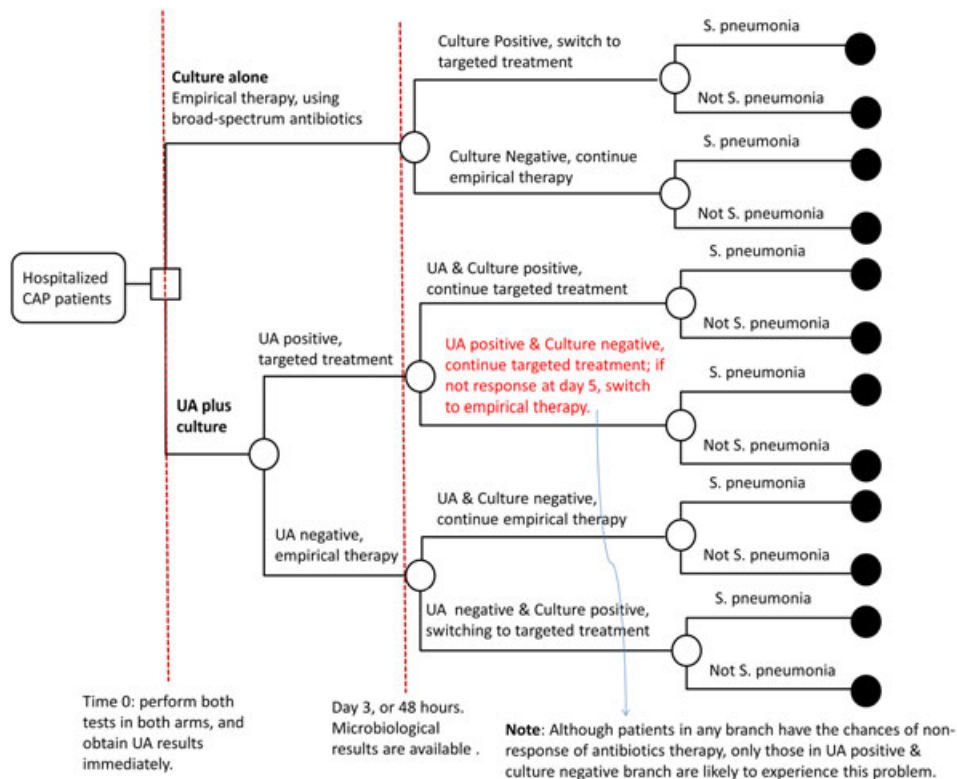 S. pneumonia
Culture Positive, switch to
targeted treatment
Not S. pneumonia
Culture alone
Empirical therapy, using
broad-spectrum antibiotics
S. pneumonia
Culture Negative, continue
empirical therapy
Not S. pneumonia
Hospitalized
CAP patients
S. pneumonia
UA & Culture positive,
continue targeted treatment
Not S. pneumonia
UA positive,
targeted treatment
UA positive & Culture negative,
continue targeted treatment; if
not response at day 5, switch
to empirical therapy.
S. pneumonia
Not S. pneumonia
UA plus
culture
S. pneumonia
UA & Culture negative,
continue empirical therapy
Not S. pneumonia
UA negative,
empirical therapy
S. pneumonia
UA negative & Culture positive,
switching to targeted treatment
Not S. pneumonia
Time 0: perform both
tests in both arms, and
obtain UA results
immediately.
Day 3, or 48 hours.
Microbiological
results are available .
Note: Although patients in any branch have the chances of non-
response of antibiotics therapy, only those in UA positive &
culture negative branch are likely to experience this problem.